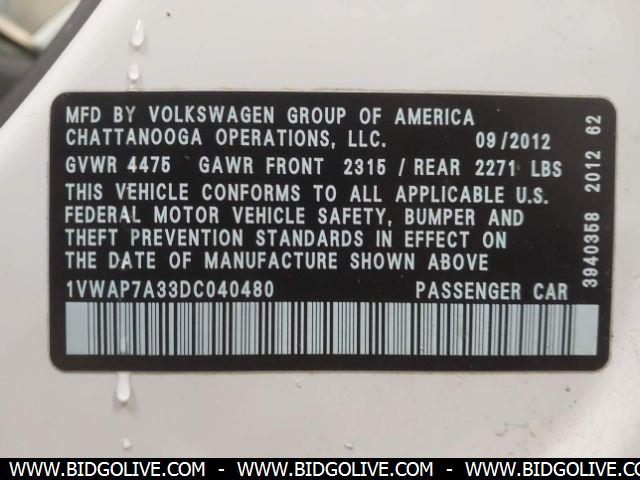 MFD BY VOLKSWAGEN GROUP OF AMERICA
CHATTANOOGA OPERATIONS, LLC. 09/2012
GVWR 4475 GAWR FRONT 2315 / REAR 2271 LBS
THIS VEHICLE CONFORMS TO ALL APPLICABLE U.S.
FEDERAL MOTOR VEHICLE SAFETY, BUMPER AND
THEFT PREVENTION STANDARDS IN EFFECT ON
THE DATE OF MANUFACTURE SHOWN ABOVE
1VWAP7A33DC040480 PASSENGER CAR
3940358 2012 62
WWW.BIDGOLIVE.COM - WWW.BIDGOLIVE.COM - WWW.BIDGOLIVE.COM